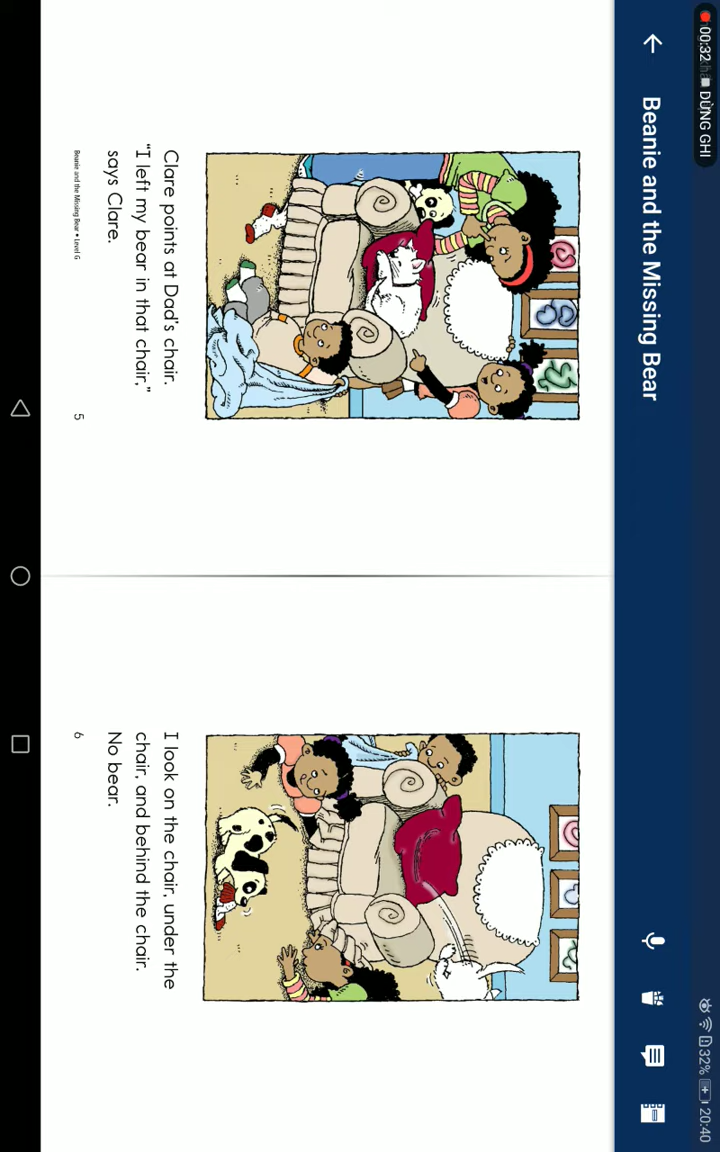 00:32
DỪNG GHI
32%
20:40
Beanie and the Missing Bear
Clare points at Dad's chair.
"I left my bear in that chair,"
says Clare.
Beanie and the Missing Bear • Level G
5
I look on the chair, under the
chair, and behind the chair.
No bear.
6